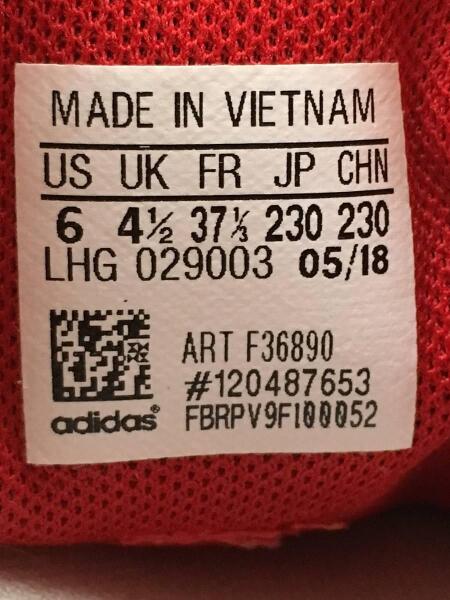 MADE IN VIETNAM
US UK FR JP CHN
6 4½ 37⅓ 230 230
LHG 029003 05/18
ART F36890
#120487653
adidas® FBRPV9FI00052